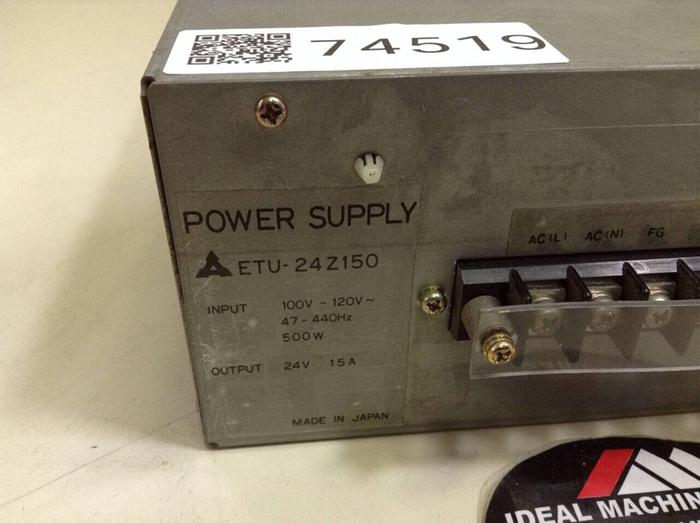 74519
POWER SUPPLY
ETU-24Z150
INPUT 100V - 120V~
47-440Hz
500W
OUTPUT 24V 15A
MADE IN JAPAN
AC(L) AC(N) FG
IDEAL MACHIN